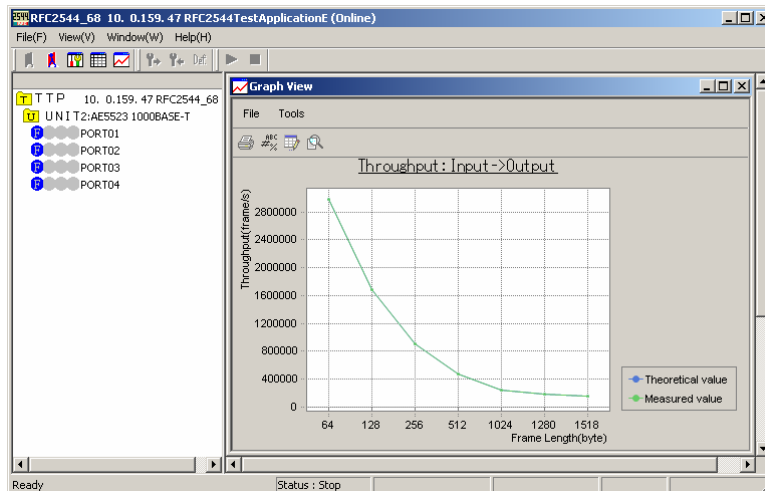 RFC2544_68 10. 0.159. 47 RFC2544TestApplicationE (Online)
File(F) View(V) Window(W) Help(H)
Def.
TTP 10. 0.159. 47 RFC2544_68
UNIT2:AE5523 1000BASE-T
F PORT01
F PORT02
F PORT03
F PORT04
Graph View
File Tools
Throughput:Input->Output
Throughput(frame/s)
2800000
2400000
2000000
1600000
1200000
800000
400000
0
64 128 256 512 1024 1280 1518
Frame Length(byte)
Theoretical value
Measured value
Ready Status : Stop